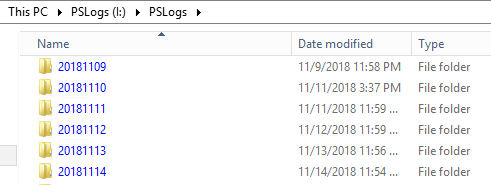 This PC > PSLogs (I:) > PSLogs >
Name Date modified Type
20181109 11/9/2018 11:58 PM File folder
20181110 11/11/2018 3:37 PM File folder
20181111 11/11/2018 11:59 ... File folder
20181112 11/12/2018 11:59 ... File folder
20181113 11/13/2018 11:56 ... File folder
20181114 11/14/2018 11:54 ... File folder